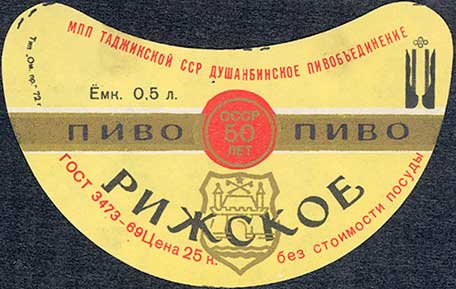 МПП ТАДЖИКСКОЙ ССР ДУШАНБИНСКОЕ ПИВОБЪЕДИНЕНИЕ
Ёмк. 0,5 л.
СССР
50
ЛЕТ
ПИВО ПИВО
РИЖСКОЕ
ГОСТ 3473-69 Цена 25 к. без стоимости посуды